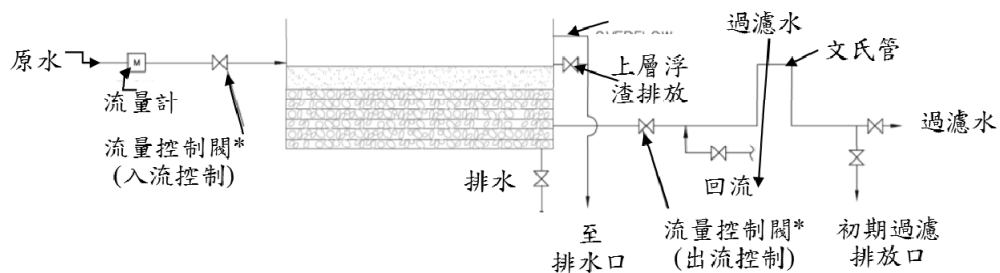 原水
M
流量計
流量控制閥*
(入流控制)
排水
上層浮
渣排放
至
排水口
過濾水
文氏管
回流
流量控制閥*
(出流控制)
過濾水
初期過濾
排放口